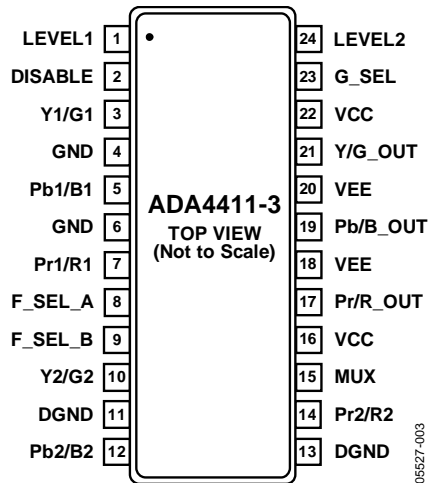 LEVEL1 1 24 LEVEL2
DISABLE 2 23 G_SEL
Y1/G1 3 22 VCC
GND 4 21 Y/G_OUT
Pb1/B1 5 20 VEE
GND 6 19 Pb/B_OUT
Pr1/R1 7 18 VEE
F_SEL_A 8 17 Pr/R_OUT
F_SEL_B 9 16 VCC
Y2/G2 10 15 MUX
DGND 11 14 Pr2/R2
Pb2/B2 12 13 DGND
ADA4411-3
TOP VIEW
(Not to Scale)
05527-003